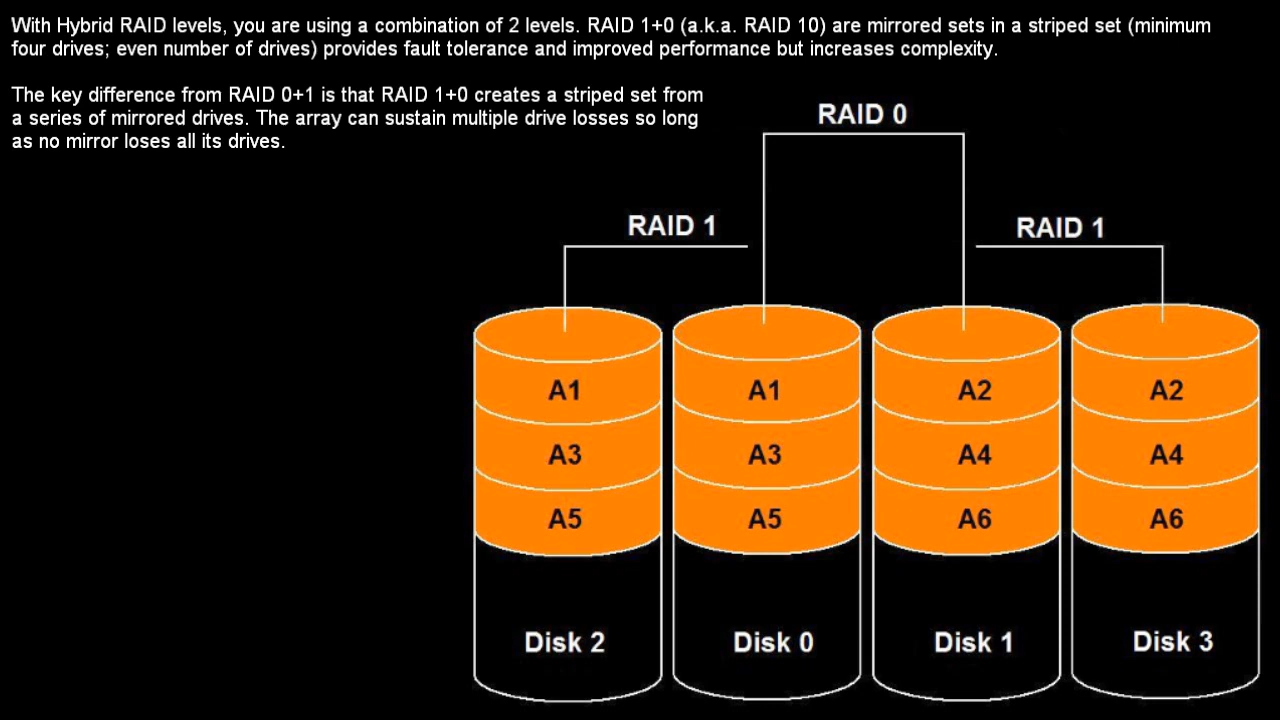 With Hybrid RAID levels, you are using a combination of 2 levels. RAID 1+0 (a.k.a. RAID 10) are mirrored sets in a striped set (minimum
four drives; even number of drives) provides fault tolerance and improved performance but increases complexity.
The key difference from RAID 0+1 is that RAID 1+0 creates a striped set from
a series of mirrored drives. The array can sustain multiple drive losses so long
as no mirror loses all its drives.
RAID 0
RAID 1 RAID 1
A1 A1 A2 A2
A3 A3 A4 A4
A5 A5 A6 A6
Disk 2 Disk 0 Disk 1 Disk 3